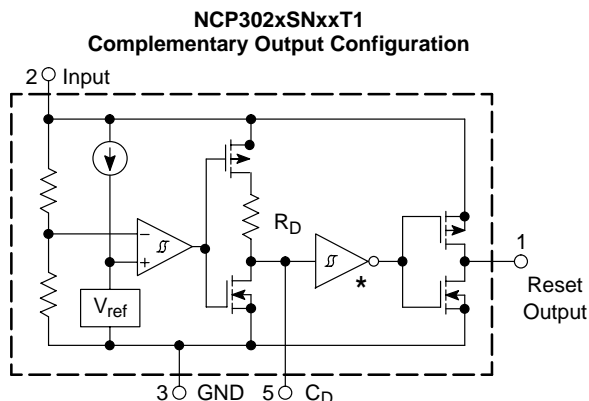 NCP302xSNxxT1
Complementary Output Configuration
2 Input
R_D
−
+
V_ref
*
1
Reset
Output
3 GND
5 C_D